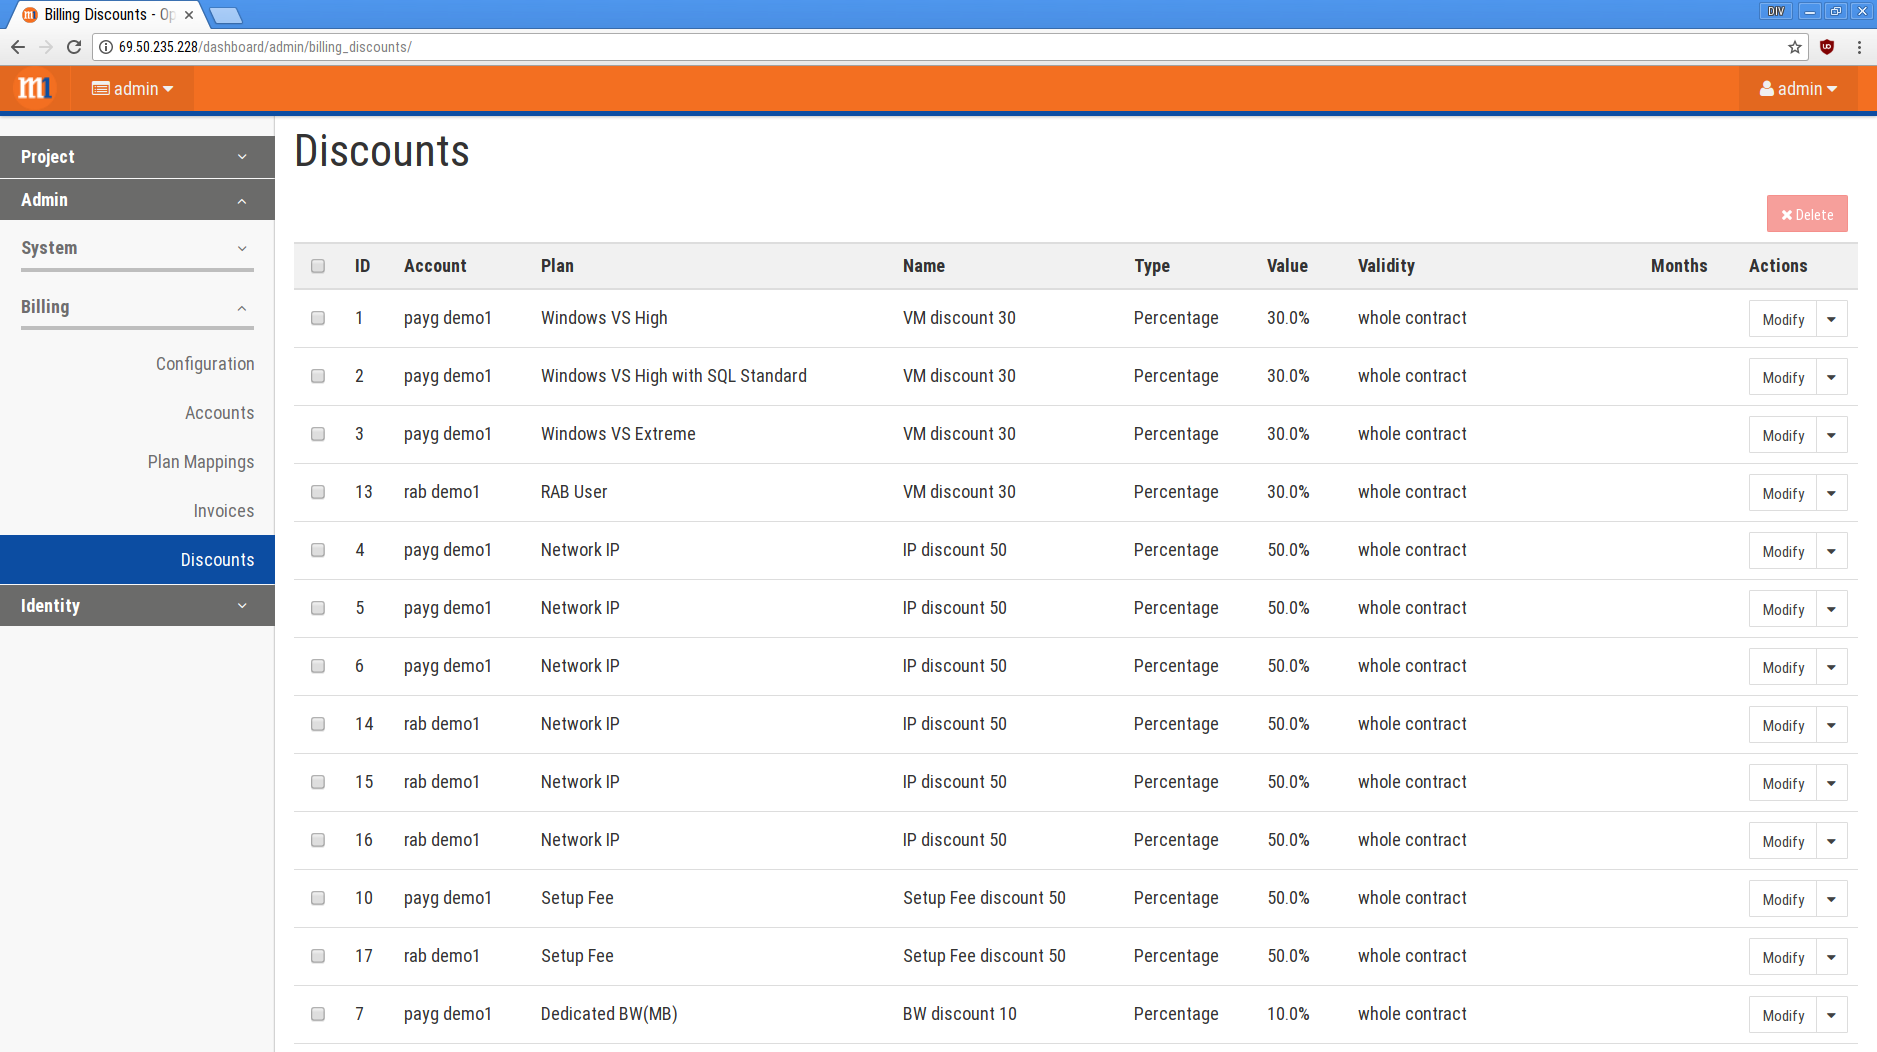 Billing Discounts - Op
DIV
69.50.235.228/dashboard/admin/billing_discounts/
m1 admin admin
Project
Admin
System
Billing
Configuration
Accounts
Plan Mappings
Invoices
Discounts
Identity
Discounts
Delete
ID Account Plan Name Type Value Validity Months Actions
1 payg demo1 Windows VS High VM discount 30 Percentage 30.0% whole contract Modify
2 payg demo1 Windows VS High with SQL Standard VM discount 30 Percentage 30.0% whole contract Modify
3 payg demo1 Windows VS Extreme VM discount 30 Percentage 30.0% whole contract Modify
13 rab demo1 RAB User VM discount 30 Percentage 30.0% whole contract Modify
4 payg demo1 Network IP IP discount 50 Percentage 50.0% whole contract Modify
5 payg demo1 Network IP IP discount 50 Percentage 50.0% whole contract Modify
6 payg demo1 Network IP IP discount 50 Percentage 50.0% whole contract Modify
14 rab demo1 Network IP IP discount 50 Percentage 50.0% whole contract Modify
15 rab demo1 Network IP IP discount 50 Percentage 50.0% whole contract Modify
16 rab demo1 Network IP IP discount 50 Percentage 50.0% whole contract Modify
10 payg demo1 Setup Fee Setup Fee discount 50 Percentage 50.0% whole contract Modify
17 rab demo1 Setup Fee Setup Fee discount 50 Percentage 50.0% whole contract Modify
7 payg demo1 Dedicated BW(MB) BW discount 10 Percentage 10.0% whole contract Modify